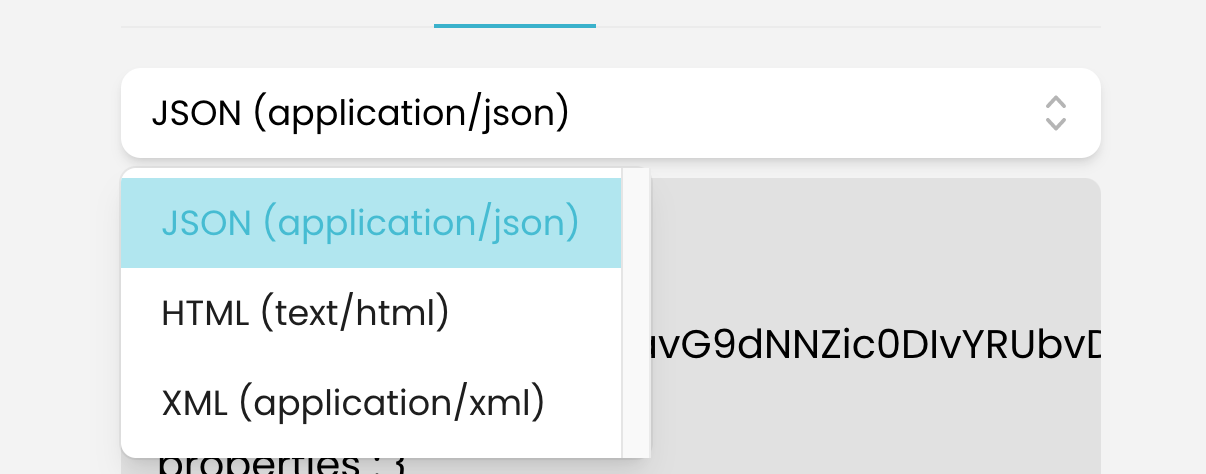 JSON (application/json)
JSON (application/json)
HTML (text/html)
XML (application/xml)